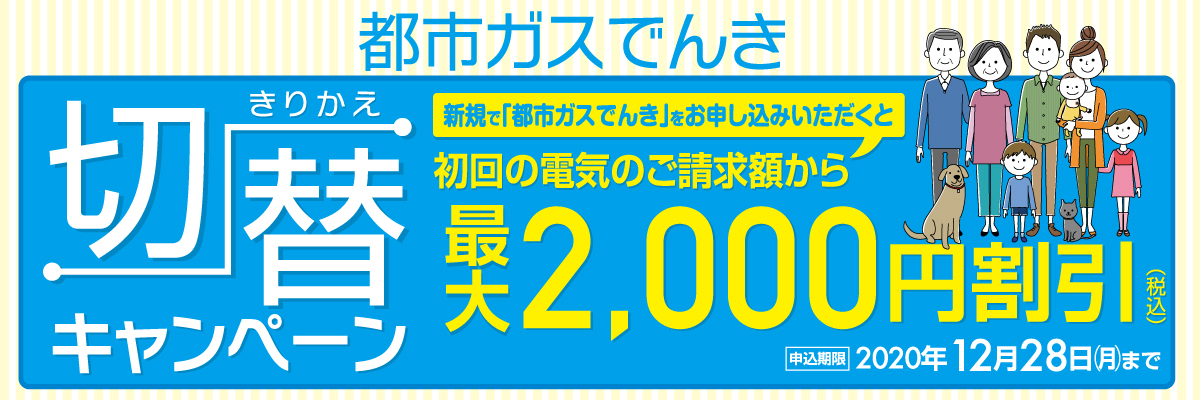 都市ガスでんき
きりかえ
切替
キャンペーン
新規で「都市ガスでんき」をお申し込みいただくと
初回の電気のご請求額から
最大2,000円割引(税込)
申込期限 2020年12月28日(月)まで